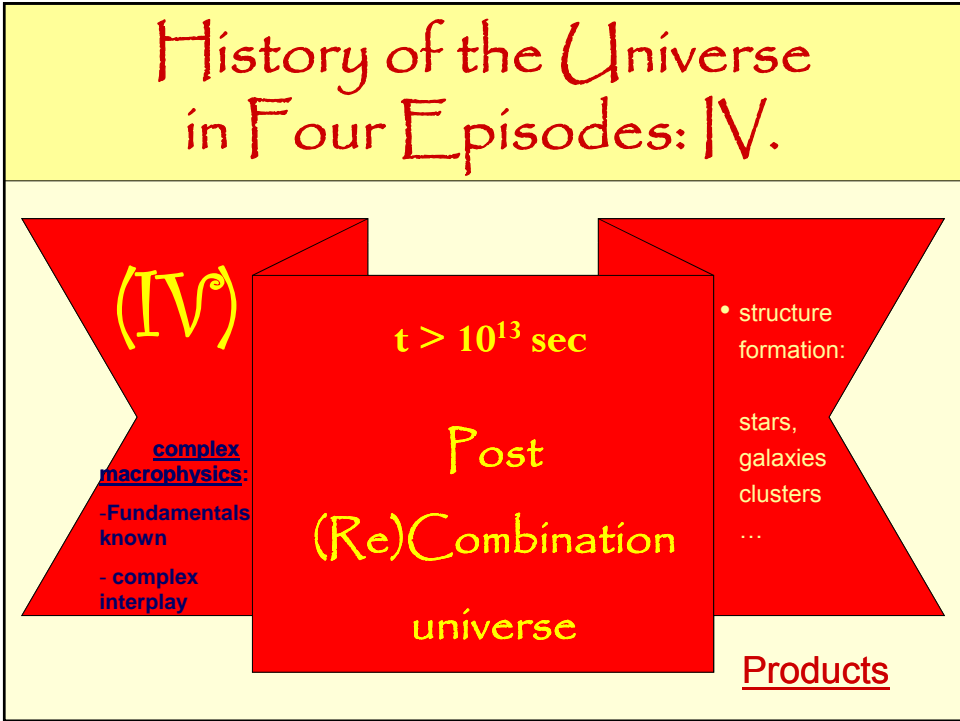 History of the Universe
in Four Episodes: IV.
(IV)
complex
macrophysics:
-Fundamentals
known
- complex
interplay
t > 10¹³ sec
Post
(Re)Combination
universe
• structure
formation:
stars,
galaxies
clusters
…
Products